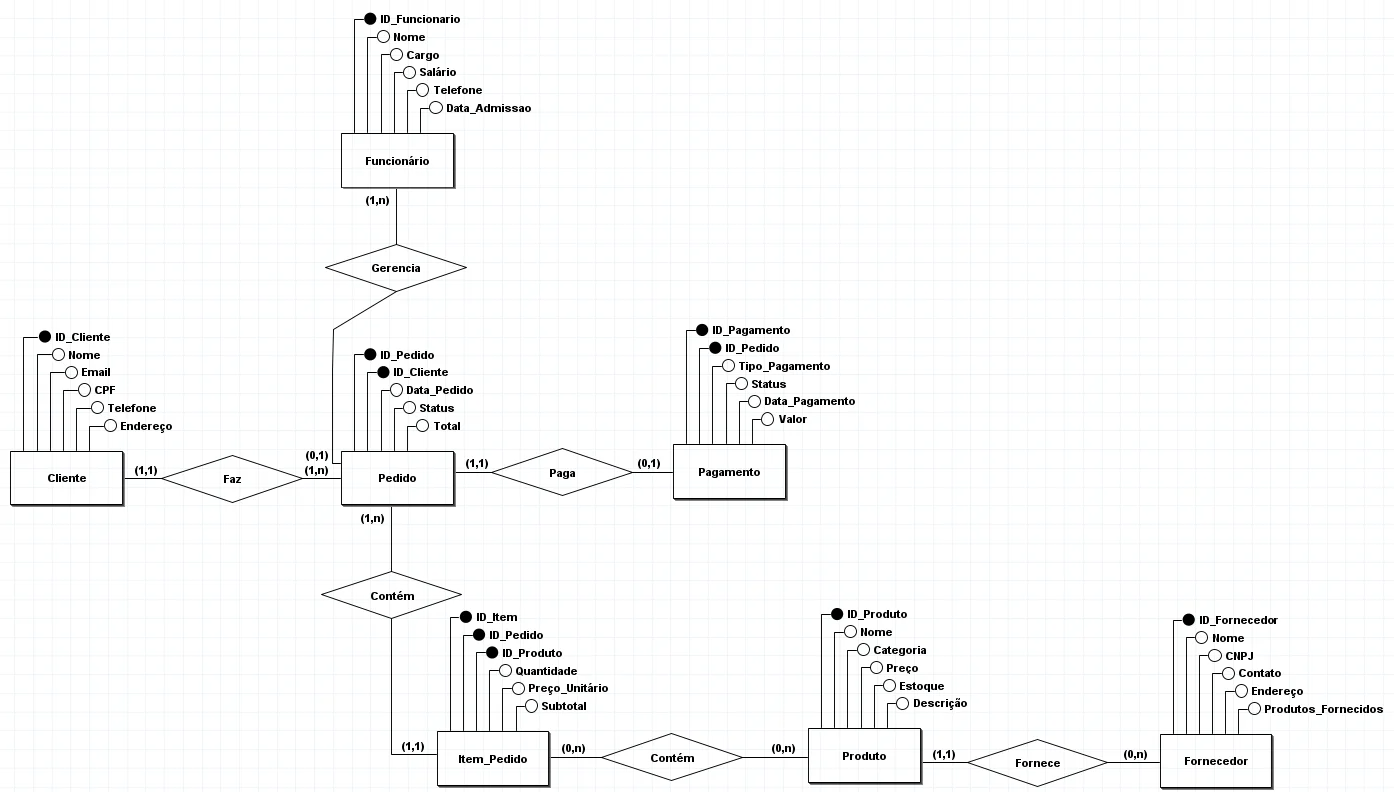 ID_Funcionario
Nome
Cargo
Salário
Telefone
Data_Admissao
Funcionário
(1,n)
Gerencia
ID_Cliente
Nome
Email
CPF
Telefone
Endereço
Cliente
(1,1)
Faz
(0,1)
(1,n)
ID_Pedido
ID_Cliente
Data_Pedido
Status
Total
Pedido
(1,1)
Paga
(0,1)
ID_Pagamento
ID_Pedido
Tipo_Pagamento
Status
Data_Pagamento
Valor
Pagamento
(1,n)
Contém
(1,1)
ID_Item
ID_Pedido
ID_Produto
Quantidade
Preço_Unitário
Subtotal
Item_Pedido
(0,n)
Contém
(0,n)
ID_Produto
Nome
Categoria
Preço
Estoque
Descrição
Produto
(1,1)
Fornece
(0,n)
ID_Fornecedor
Nome
CNPJ
Contato
Endereço
Produtos_Fornecidos
Fornecedor